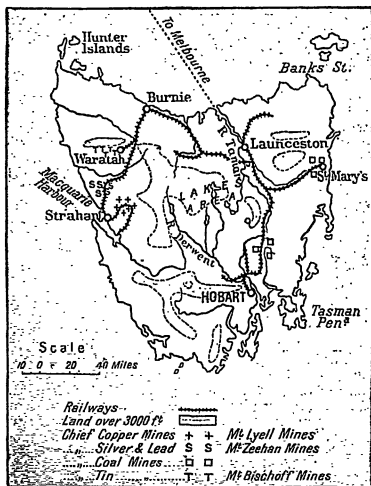 Hunter
Islands
To Melbourne
Banks St.
Burnie
R. Tamar
Launceston
Waratah
St Mary's
LAKE
AREA
Macquarie
Harbour
Strahan
R. Derwent
HOBART
Tasman
Pen.a
Scale
10 0 20 40 Miles
Railways
Land over 3000 ft
Chief Copper Mines + + Mt Lyell Mines
" Silver & Lead S S Mt Zeehan Mines
" Coal Mines
" Tin T T Mt Bischoff Mines